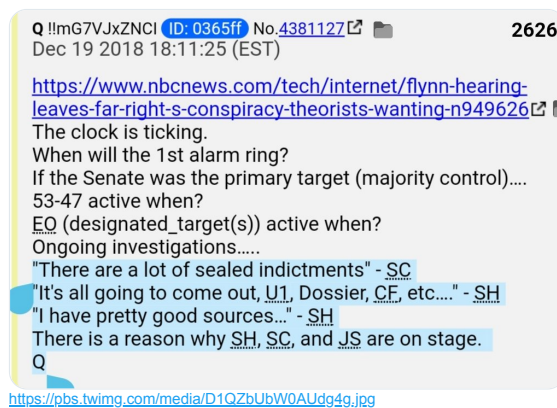 Q !!mG7VJxZNCI ID: 0365ff No.4381127 2626
Dec 19 2018 18:11:25 (EST)
https://www.nbcnews.com/tech/internet/flynn-hearing-
leaves-far-right-s-conspiracy-theorists-wanting-n949626
The clock is ticking.
When will the 1st alarm ring?
If the Senate was the primary target (majority control)....
53-47 active when?
EO (designated_target(s)) active when?
Ongoing investigations.....
"There are a lot of sealed indictments" - SC
"It's all going to come out, U1, Dossier, CF, etc...." - SH
"I have pretty good sources..." - SH
There is a reason why SH, SC, and JS are on stage.
Q
https://pbs.twimg.com/media/D1QZbUbW0AUdg4g.jpg